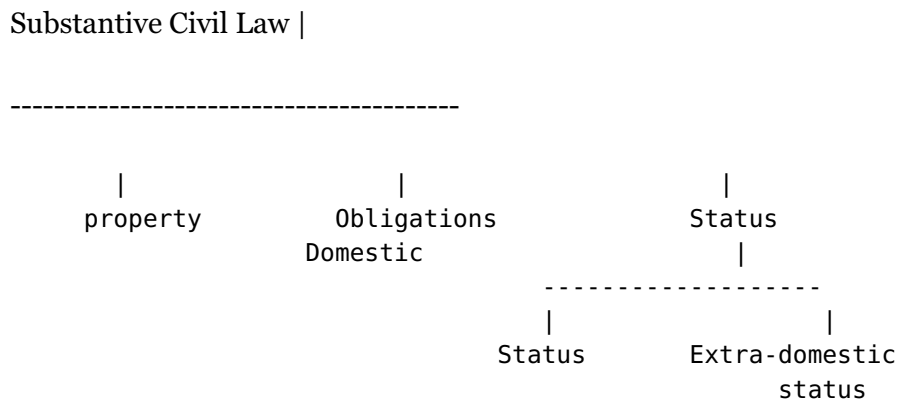 Substantive Civil Law |
-----------------------------------------
| | |
property Obligations Status
Domestic |
-------------------
| |
Status Extra-domestic
status